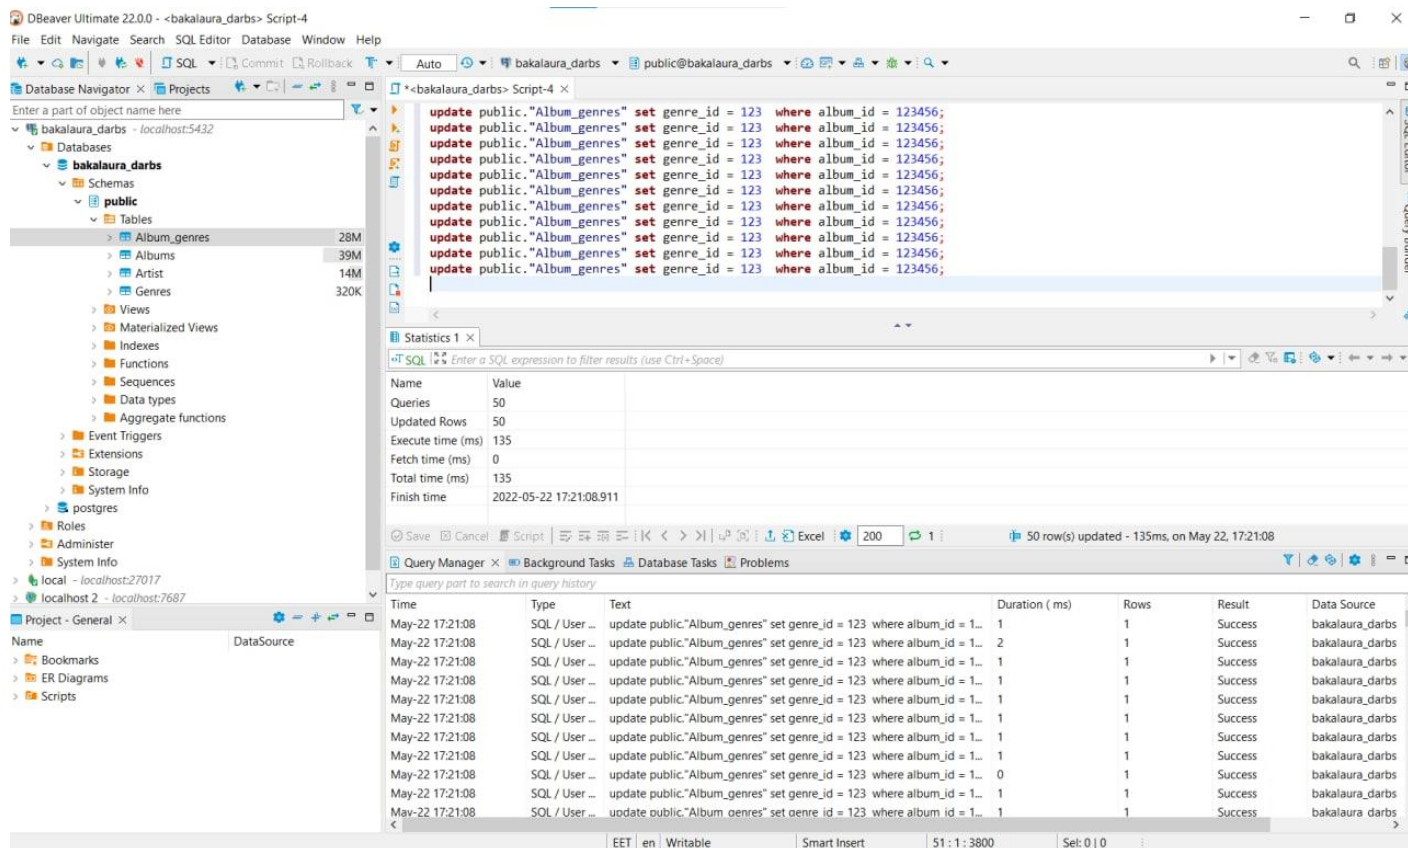 DBeaver Ultimate 22.0.0 - <bakalaura_darbs> Script-4
File Edit Navigate Search SQL Editor Database Window Help
SQL Commit Rollback Auto bakalaura_darbs public@bakalaura_darbs
Database Navigator Projects
Enter a part of object name here
bakalaura_darbs - localhost:5432
Databases
bakalaura_darbs
Schemas
public
Tables
Album_genres 28M
Albums 39M
Artist 14M
Genres 320K
Views
Materialized Views
Indexes
Functions
Sequences
Data types
Aggregate functions
Event Triggers
Extensions
Storage
System Info
postgres
Roles
Administer
System Info
local - localhost:27017
localhost 2 - localhost:7687
Project - General
Name DataSource
Bookmarks
ER Diagrams
Scripts
*<bakalaura_darbs> Script-4
update public."Album_genres" set genre_id = 123 where album_id = 123456;
update public."Album_genres" set genre_id = 123 where album_id = 123456;
update public."Album_genres" set genre_id = 123 where album_id = 123456;
update public."Album_genres" set genre_id = 123 where album_id = 123456;
update public."Album_genres" set genre_id = 123 where album_id = 123456;
update public."Album_genres" set genre_id = 123 where album_id = 123456;
update public."Album_genres" set genre_id = 123 where album_id = 123456;
update public."Album_genres" set genre_id = 123 where album_id = 123456;
update public."Album_genres" set genre_id = 123 where album_id = 123456;
update public."Album_genres" set genre_id = 123 where album_id = 123456;
update public."Album_genres" set genre_id = 123 where album_id = 123456;
Statistics 1
SQL Enter a SQL expression to filter results (use Ctrl+Space)
Name Value
Queries 50
Updated Rows 50
Execute time (ms) 135
Fetch time (ms) 0
Total time (ms) 135
Finish time 2022-05-22 17:21:08.911
Save Cancel Script Excel 200 1 50 row(s) updated - 135ms, on May 22, 17:21:08
Query Manager Background Tasks Database Tasks Problems
Type query part to search in query history
Time Type Text Duration ( ms) Rows Result Data Source
May-22 17:21:08 SQL / User ... update public."Album_genres" set genre_id = 123 where album_id = 1... 1 1 Success bakalaura_darbs
May-22 17:21:08 SQL / User ... update public."Album_genres" set genre_id = 123 where album_id = 1... 2 1 Success bakalaura_darbs
May-22 17:21:08 SQL / User ... update public."Album_genres" set genre_id = 123 where album_id = 1... 1 1 Success bakalaura_darbs
May-22 17:21:08 SQL / User ... update public."Album_genres" set genre_id = 123 where album_id = 1... 1 1 Success bakalaura_darbs
May-22 17:21:08 SQL / User ... update public."Album_genres" set genre_id = 123 where album_id = 1... 1 1 Success bakalaura_darbs
May-22 17:21:08 SQL / User ... update public."Album_genres" set genre_id = 123 where album_id = 1... 1 1 Success bakalaura_darbs
May-22 17:21:08 SQL / User ... update public."Album_genres" set genre_id = 123 where album_id = 1... 1 1 Success bakalaura_darbs
May-22 17:21:08 SQL / User ... update public."Album_genres" set genre_id = 123 where album_id = 1... 1 1 Success bakalaura_darbs
May-22 17:21:08 SQL / User ... update public."Album_genres" set genre_id = 123 where album_id = 1... 0 1 Success bakalaura_darbs
May-22 17:21:08 SQL / User ... update public."Album_genres" set genre_id = 123 where album_id = 1... 1 1 Success bakalaura_darbs
May-22 17:21:08 SQL / User ... update public."Album_genres" set genre_id = 123 where album_id = 1... 1 1 Success bakalaura_darbs
EET en Writable Smart Insert 51 : 1 : 3800 Sel: 0 | 0